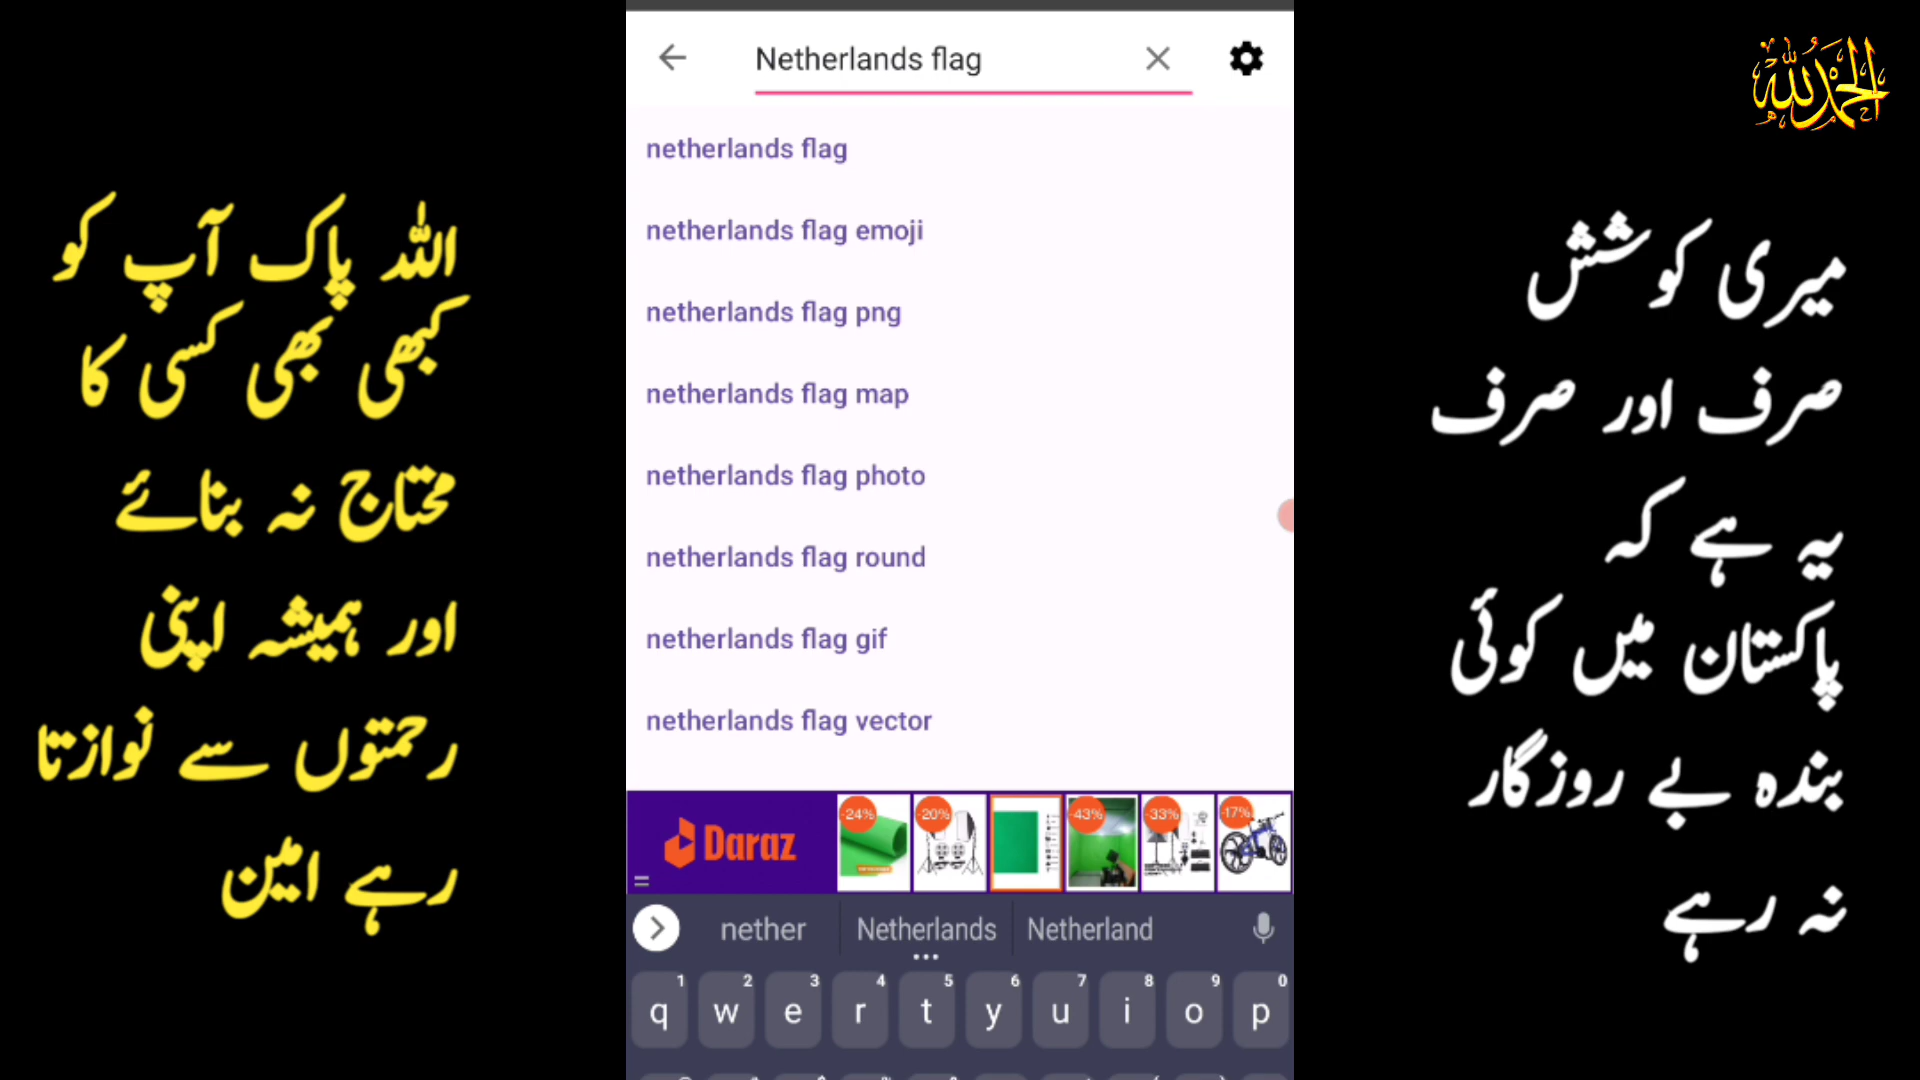 الحمدللہ
اللہ پاک آپ کو
کبھی بھی کسی کا
محتاج نہ بنائے
اور ہمیشہ اپنی
رحمتوں سے نوازتا
رہے امین
Netherlands flag
netherlands flag
netherlands flag emoji
netherlands flag png
netherlands flag map
netherlands flag photo
netherlands flag round
netherlands flag gif
netherlands flag vector
Daraz
-24%
-20%
-43%
-33%
-17%
nether Netherlands Netherland
1 2 3 4 5 6 7 8 9 0
q w e r t y u i o p
میری کوشش
صرف اور صرف
یہ ہے کہ
پاکستان میں کوئی
بندہ بے روزگار
نہ رہے